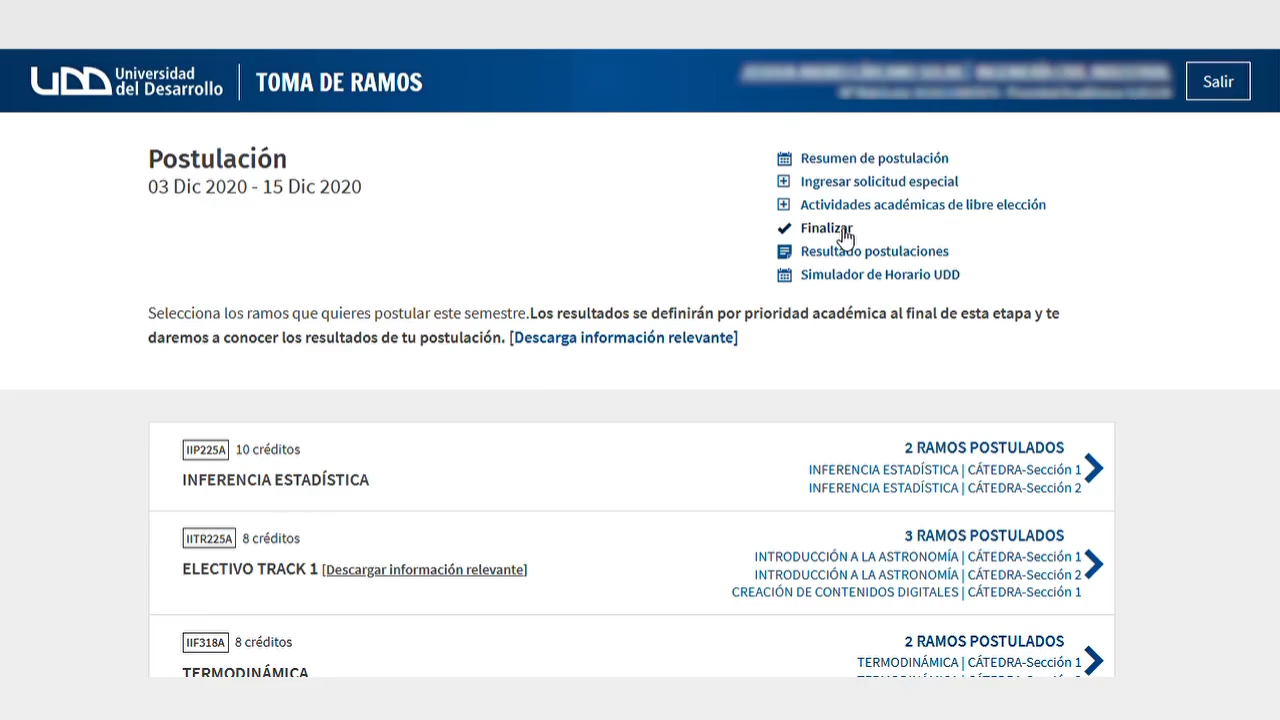 UDD Universidad del Desarrollo
TOMA DE RAMOS
Salir
Postulación
03 Dic 2020 - 15 Dic 2020
Resumen de postulación
Ingresar solicitud especial
Actividades académicas de libre elección
Finalizar
Resultado postulaciones
Simulador de Horario UDD
Selecciona los ramos que quieres postular este semestre.Los resultados se definirán por prioridad académica al final de esta etapa y te
daremos a conocer los resultados de tu postulación. [Descarga información relevante]
IIP225A 10 créditos
INFERENCIA ESTADÍSTICA
2 RAMOS POSTULADOS
INFERENCIA ESTADÍSTICA | CÁTEDRA-Sección 1
INFERENCIA ESTADÍSTICA | CÁTEDRA-Sección 2
IITR225A 8 créditos
ELECTIVO TRACK 1 [Descargar información relevante]
3 RAMOS POSTULADOS
INTRODUCCIÓN A LA ASTRONOMÍA | CÁTEDRA-Sección 1
INTRODUCCIÓN A LA ASTRONOMÍA | CÁTEDRA-Sección 2
CREACIÓN DE CONTENIDOS DIGITALES | CÁTEDRA-Sección 1
IIF318A 8 créditos
TERMODINÁMICA
2 RAMOS POSTULADOS
TERMODINÁMICA | CÁTEDRA-Sección 1